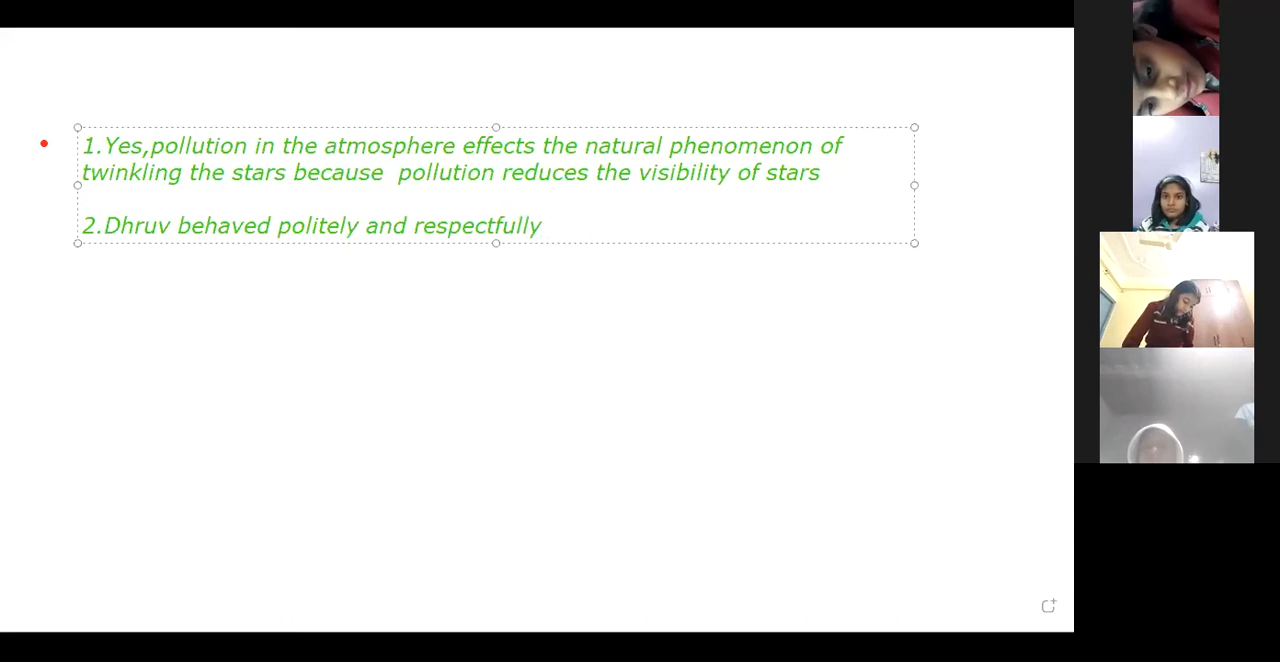 1.Yes,pollution in the atmosphere effects the natural phenomenon of
twinkling the stars because  pollution reduces the visibility of stars
2.Dhruv behaved politely and respectfully